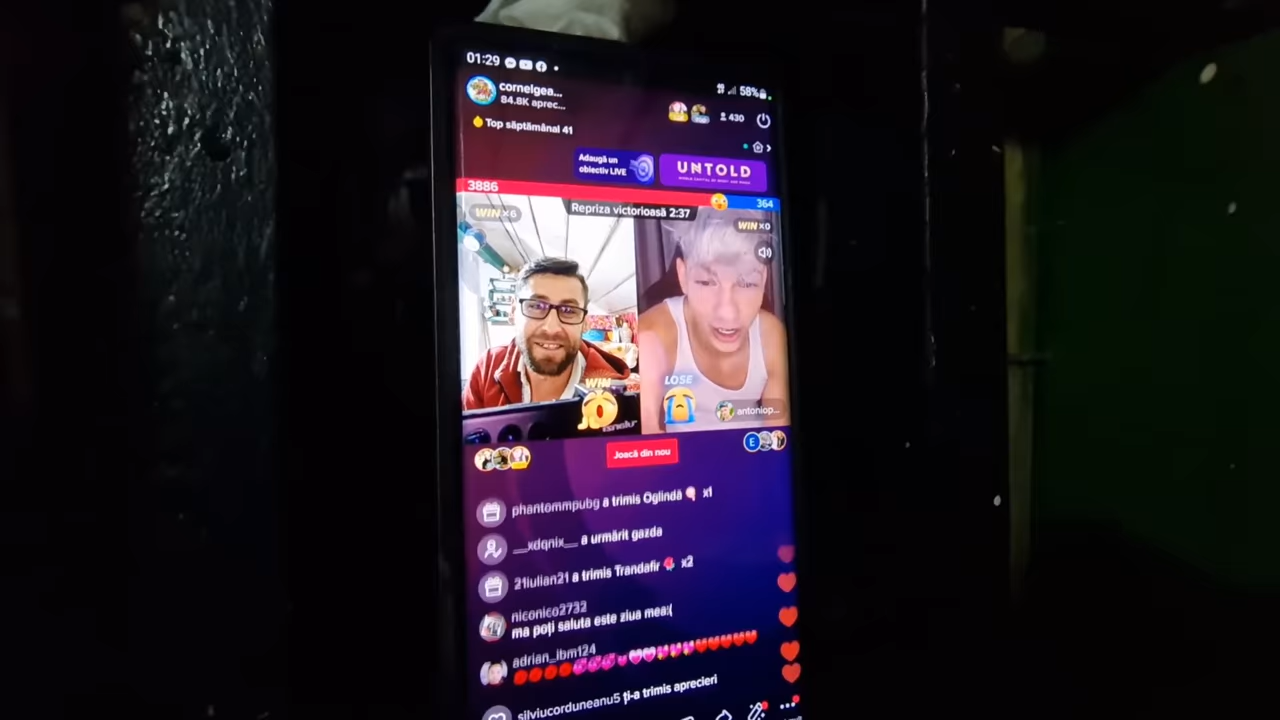 01:29
58%
cornelgea...
84.8K aprec...
430
Top săptămânal 41
Adaugă un
obiectiv LIVE
UNTOLD
3886
364
WIN x6
Repriza victorioasă 2:37
WIN x0
WIN
LOSE
antoniop...
Joacă din nou
E
phantommpubg a trimis Oglindă x1
__xdqnix__ a urmărit gazda
21iulian21 a trimis Trandafir x2
niconico2732
ma poți saluta este ziua mea:(
adrian_ibm124
silviucorduneanu5 ți-a trimis aprecieri